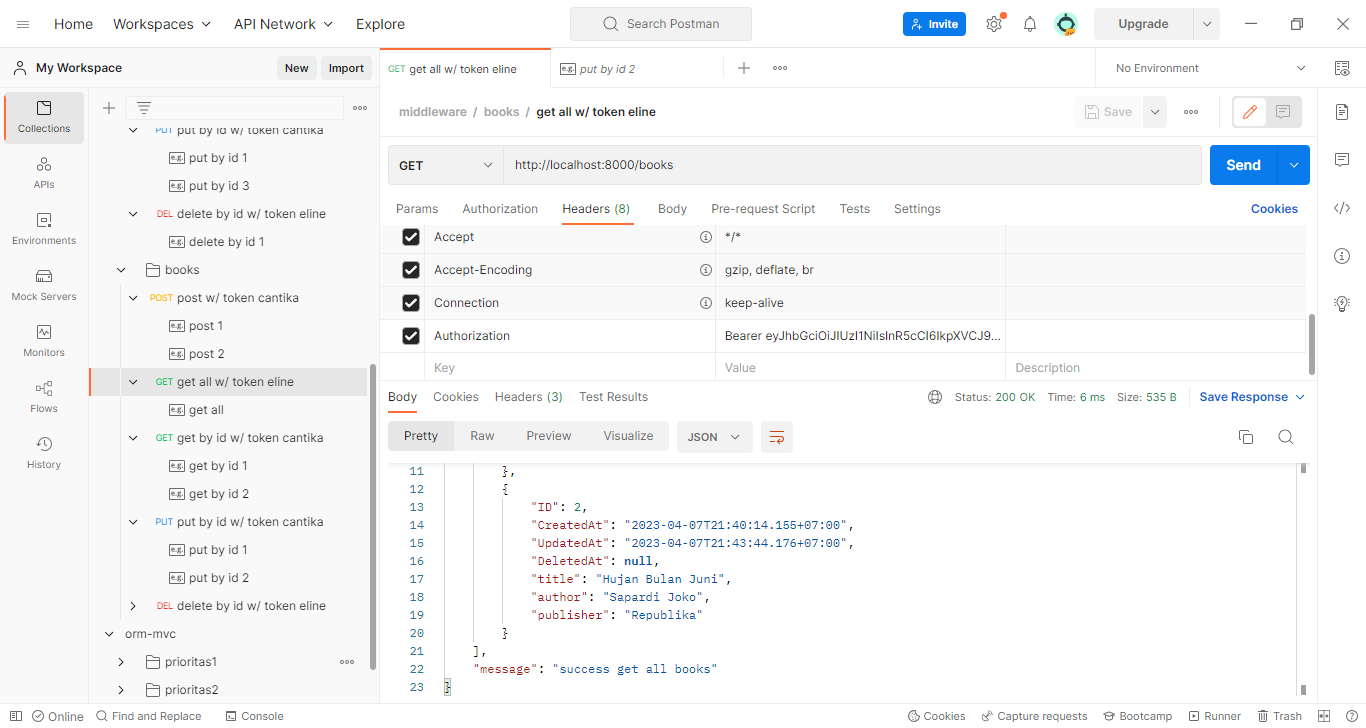 Home
Workspaces
API Network
Explore
Search Postman
Invite
Upgrade
My Workspace
New
Import
GET get all w/ token eline
e.g. put by id 2
No Environment
Collections
APIs
Environments
Mock Servers
Monitors
Flows
History
PUT put by id w/ token cantika
e.g. put by id 1
e.g. put by id 3
DEL delete by id w/ token eline
e.g. delete by id 1
books
POST post w/ token cantika
e.g. post 1
e.g. post 2
GET get all w/ token eline
e.g. get all
GET get by id w/ token cantika
e.g. get by id 1
e.g. get by id 2
PUT put by id w/ token cantika
e.g. put by id 1
e.g. put by id 2
DEL delete by id w/ token eline
orm-mvc
prioritas1
prioritas2
middleware / books / get all w/ token eline
Save
GET
http://localhost:8000/books
Send
Params
Authorization
Headers (8)
Body
Pre-request Script
Tests
Settings
Cookies
Accept */*
Accept-Encoding gzip, deflate, br
Connection keep-alive
Authorization Bearer eyJhbGciOiJIUzI1NiIsInR5cCI6IkpXVCJ9...
Key Value Description
Body
Cookies
Headers (3)
Test Results
Status: 200 OK Time: 6 ms Size: 535 B
Save Response
Pretty
Raw
Preview
Visualize
JSON
11 },
12 {
13 "ID": 2,
14 "CreatedAt": "2023-04-07T21:40:14.155+07:00",
15 "UpdatedAt": "2023-04-07T21:43:44.176+07:00",
16 "DeletedAt": null,
17 "title": "Hujan Bulan Juni",
18 "author": "Sapardi Joko",
19 "publisher": "Republika"
20 }
21 ],
22 "message": "success get all books"
23 }
Online
Find and Replace
Console
Cookies
Capture requests
Bootcamp
Runner
Trash